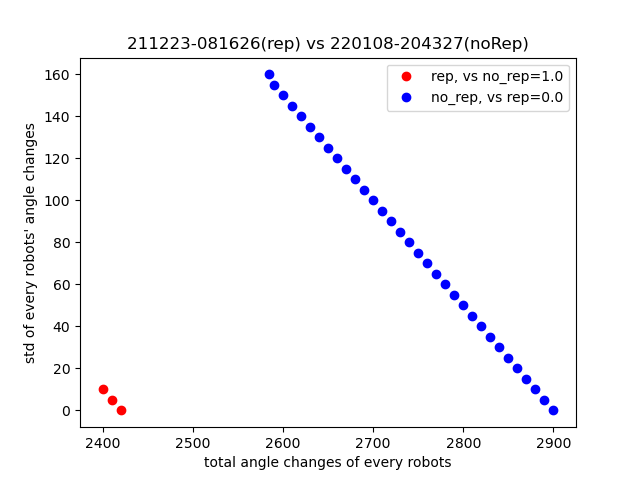 211223-081626(rep) vs 220108-204327(noRep)
rep, vs no_rep=1.0
no_rep, vs rep=0.0
std of every robots' angle changes
160
140
120
100
80
60
40
20
0
2400 2500 2600 2700 2800 2900
total angle changes of every robots